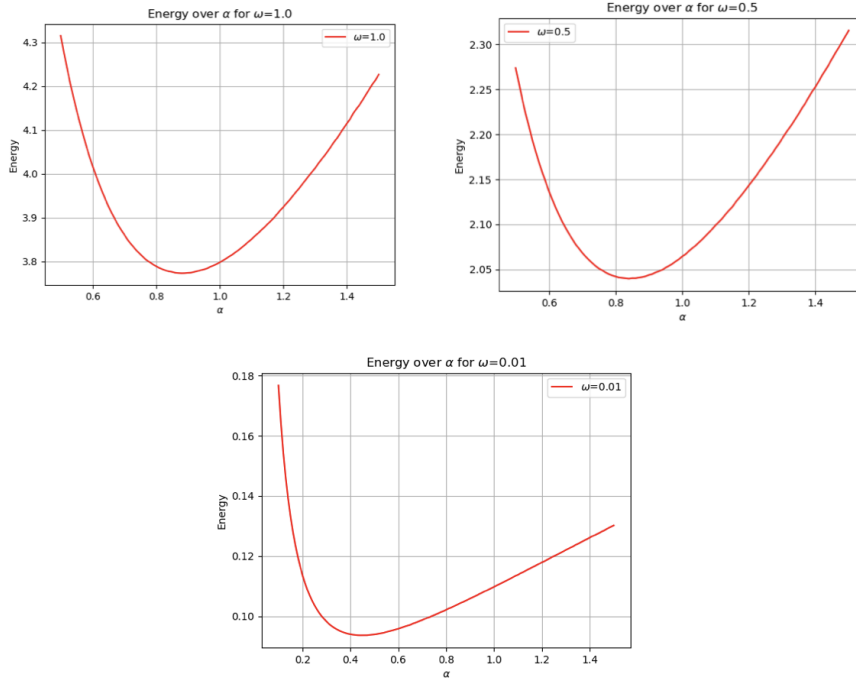 Energy over α for ω=1.0
ω=1.0
Energy
4.3
4.2
4.1
4.0
3.9
3.8
0.6 0.8 1.0 1.2 1.4
α
Energy over α for ω=0.5
ω=0.5
Energy
2.30
2.25
2.20
2.15
2.10
2.05
0.6 0.8 1.0 1.2 1.4
α
Energy over α for ω=0.01
ω=0.01
Energy
0.18
0.16
0.14
0.12
0.10
0.2 0.4 0.6 0.8 1.0 1.2 1.4
α